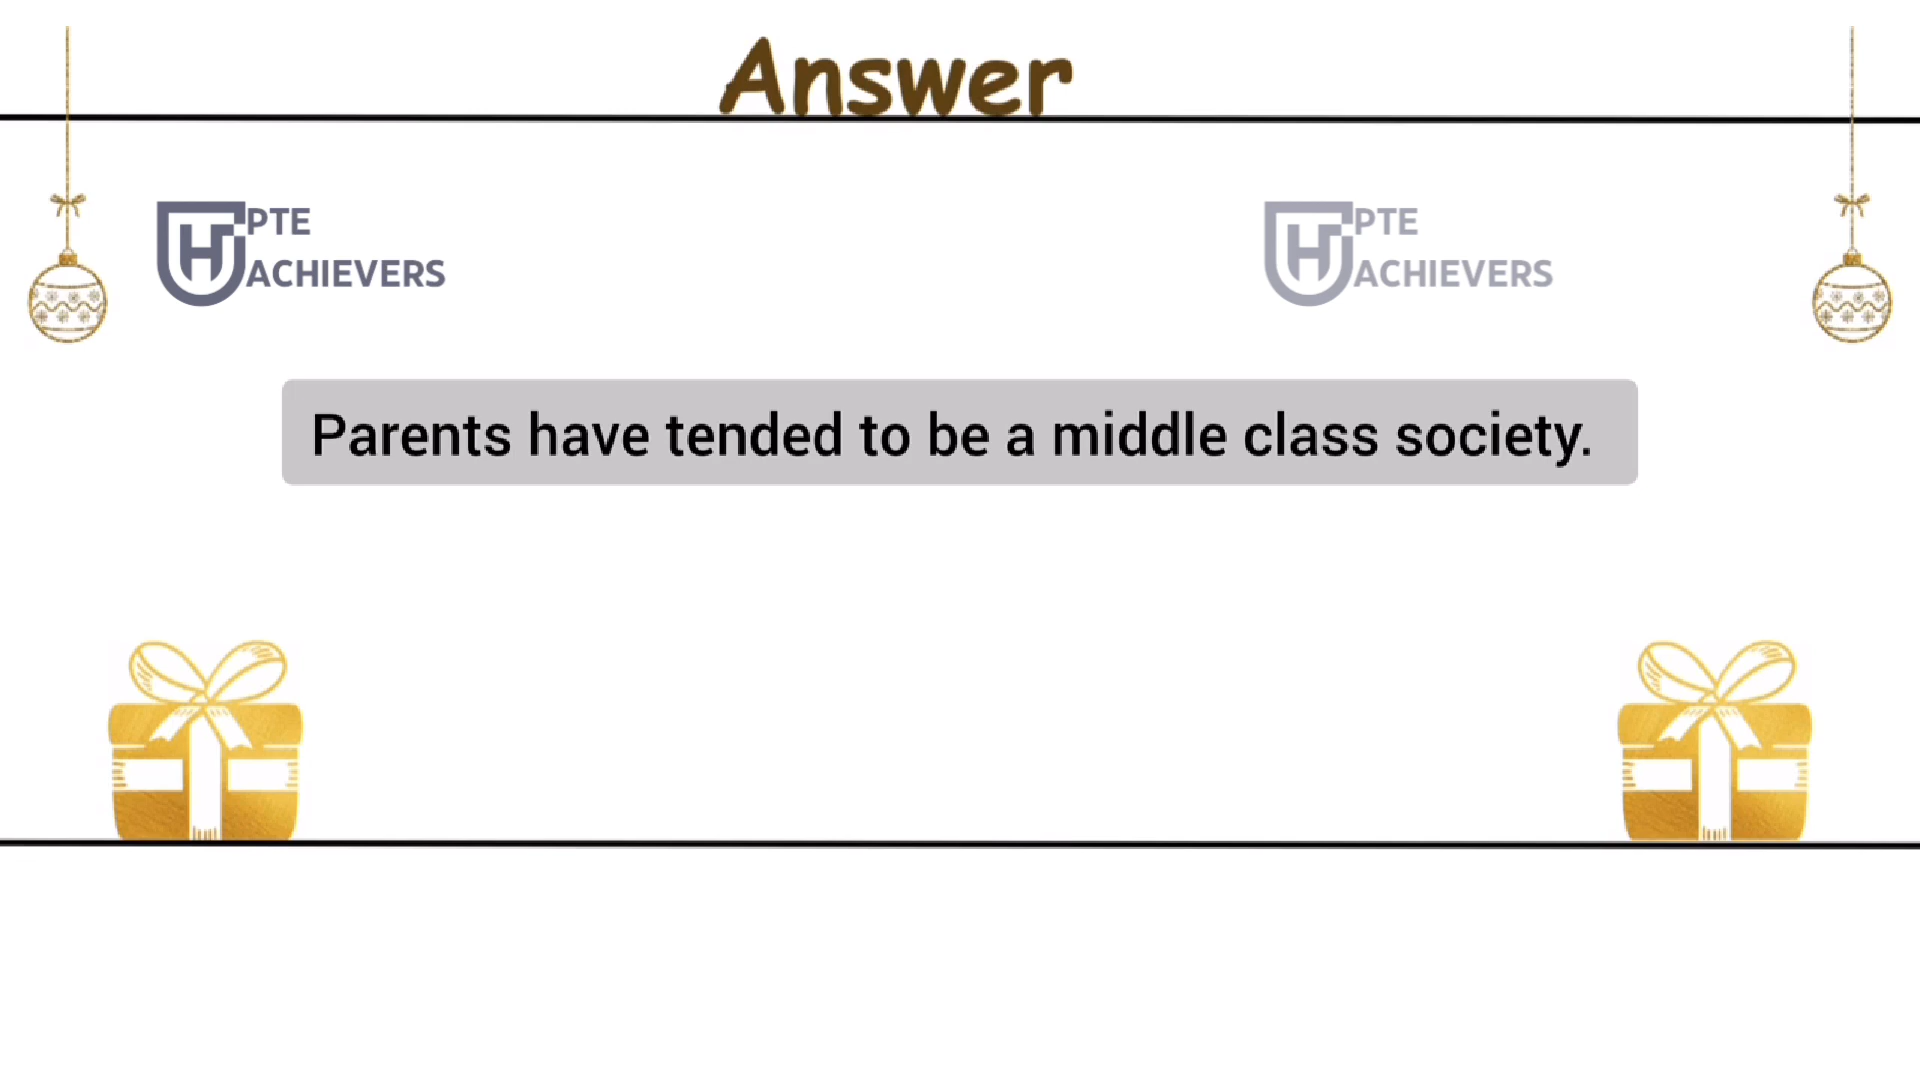 Answer
PTE
ACHIEVERS
PTE
ACHIEVERS
Parents have tended to be a middle class society.